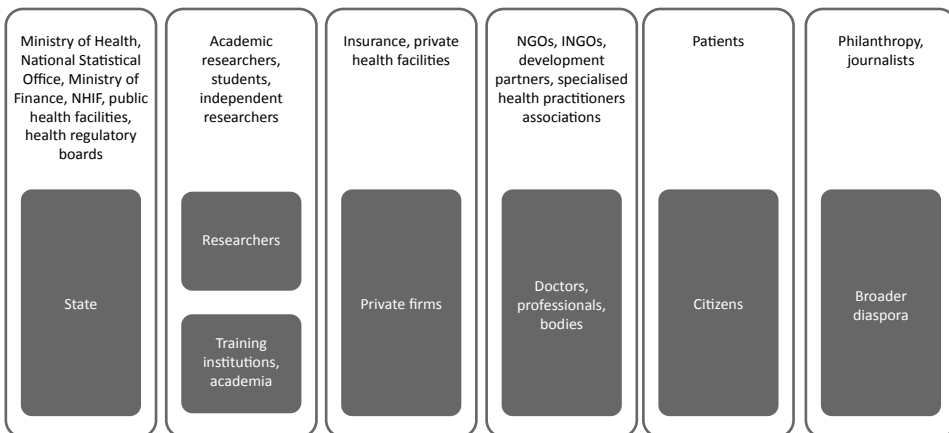 Ministry of Health,
National Statistical
Office, Ministry of
Finance, NHIF, public
health facilities,
health regulatory
boards
State
Academic
researchers,
students,
independent
researchers
Researchers
Training
institutions,
academia
Insurance, private
health facilities
Private firms
NGOs, INGOs,
development
partners, specialised
health practitioners
associations
Doctors,
professionals,
bodies
Patients
Citizens
Philanthropy,
journalists
Broader
diaspora